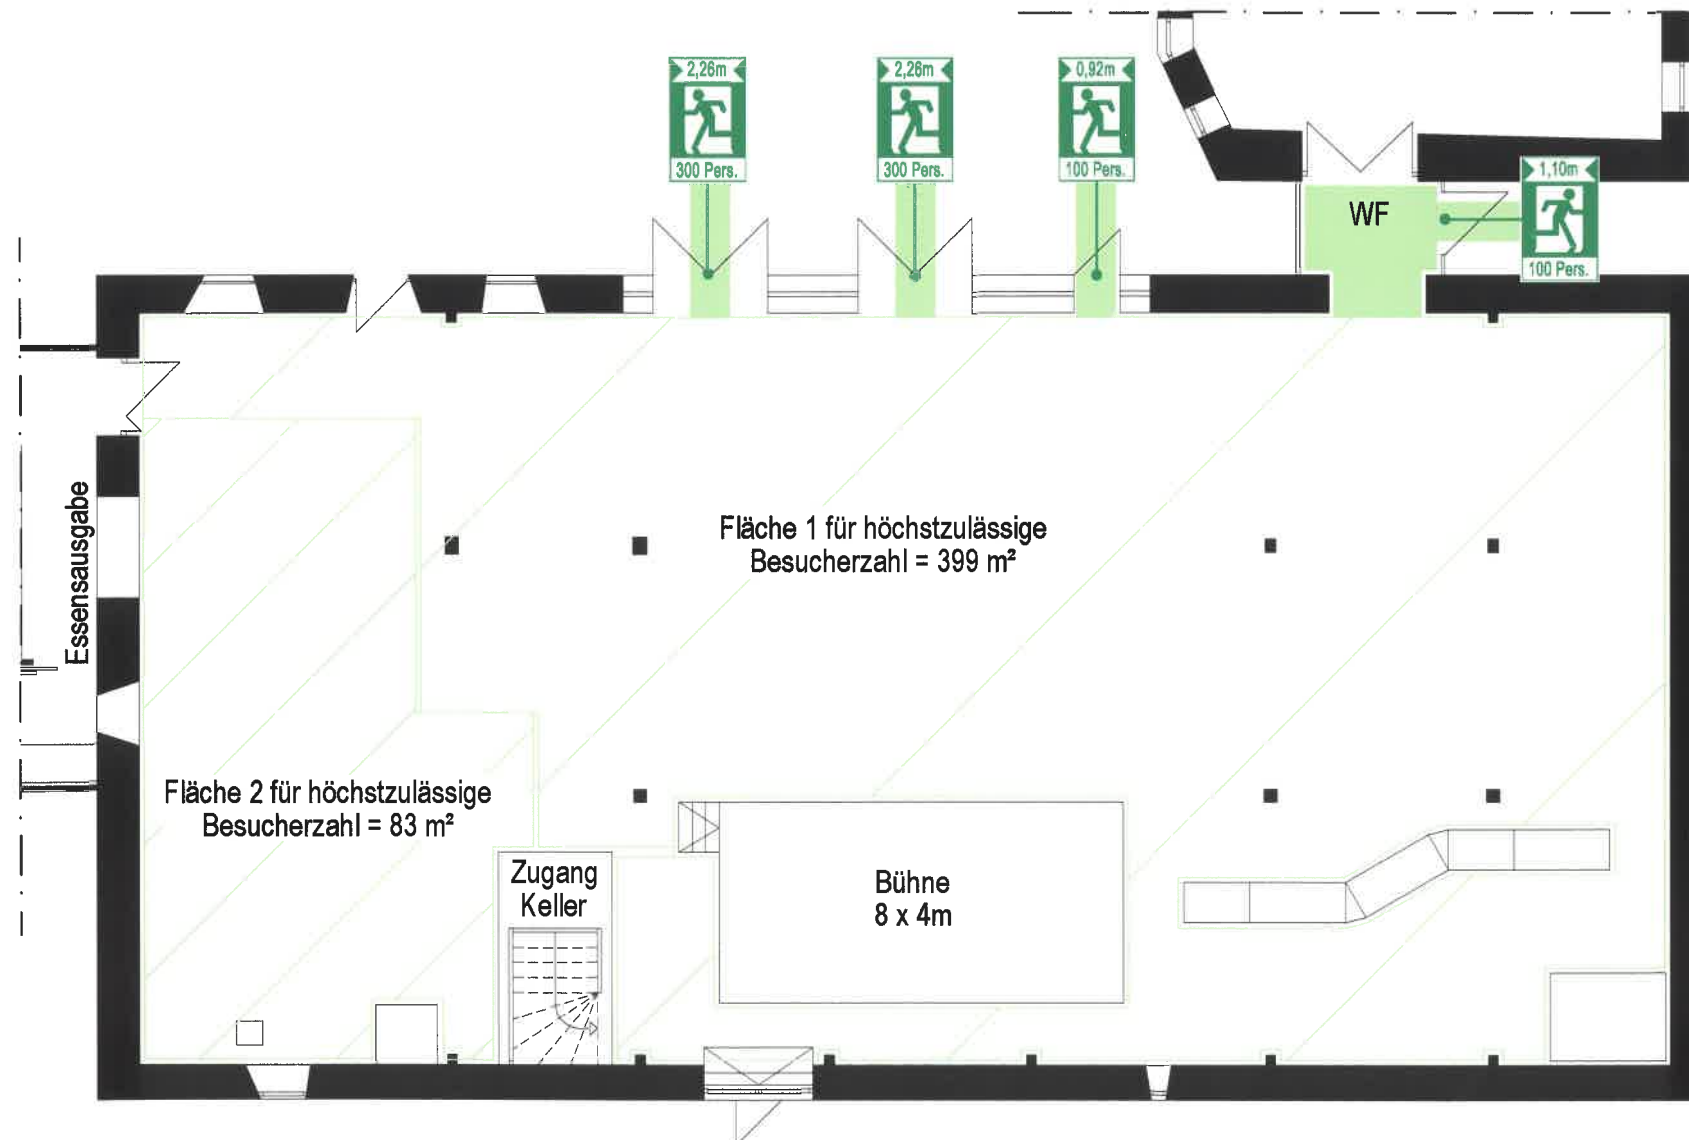 2,26m
300 Pers.
2,26m
300 Pers.
0,92m
100 Pers.
1,10m
100 Pers.
WF
Essensausgabe
Fläche 1 für höchstzulässige
Besucherzahl = 399 m²
Fläche 2 für höchstzulässige
Besucherzahl = 83 m²
Zugang
Keller
Bühne
8 x 4m